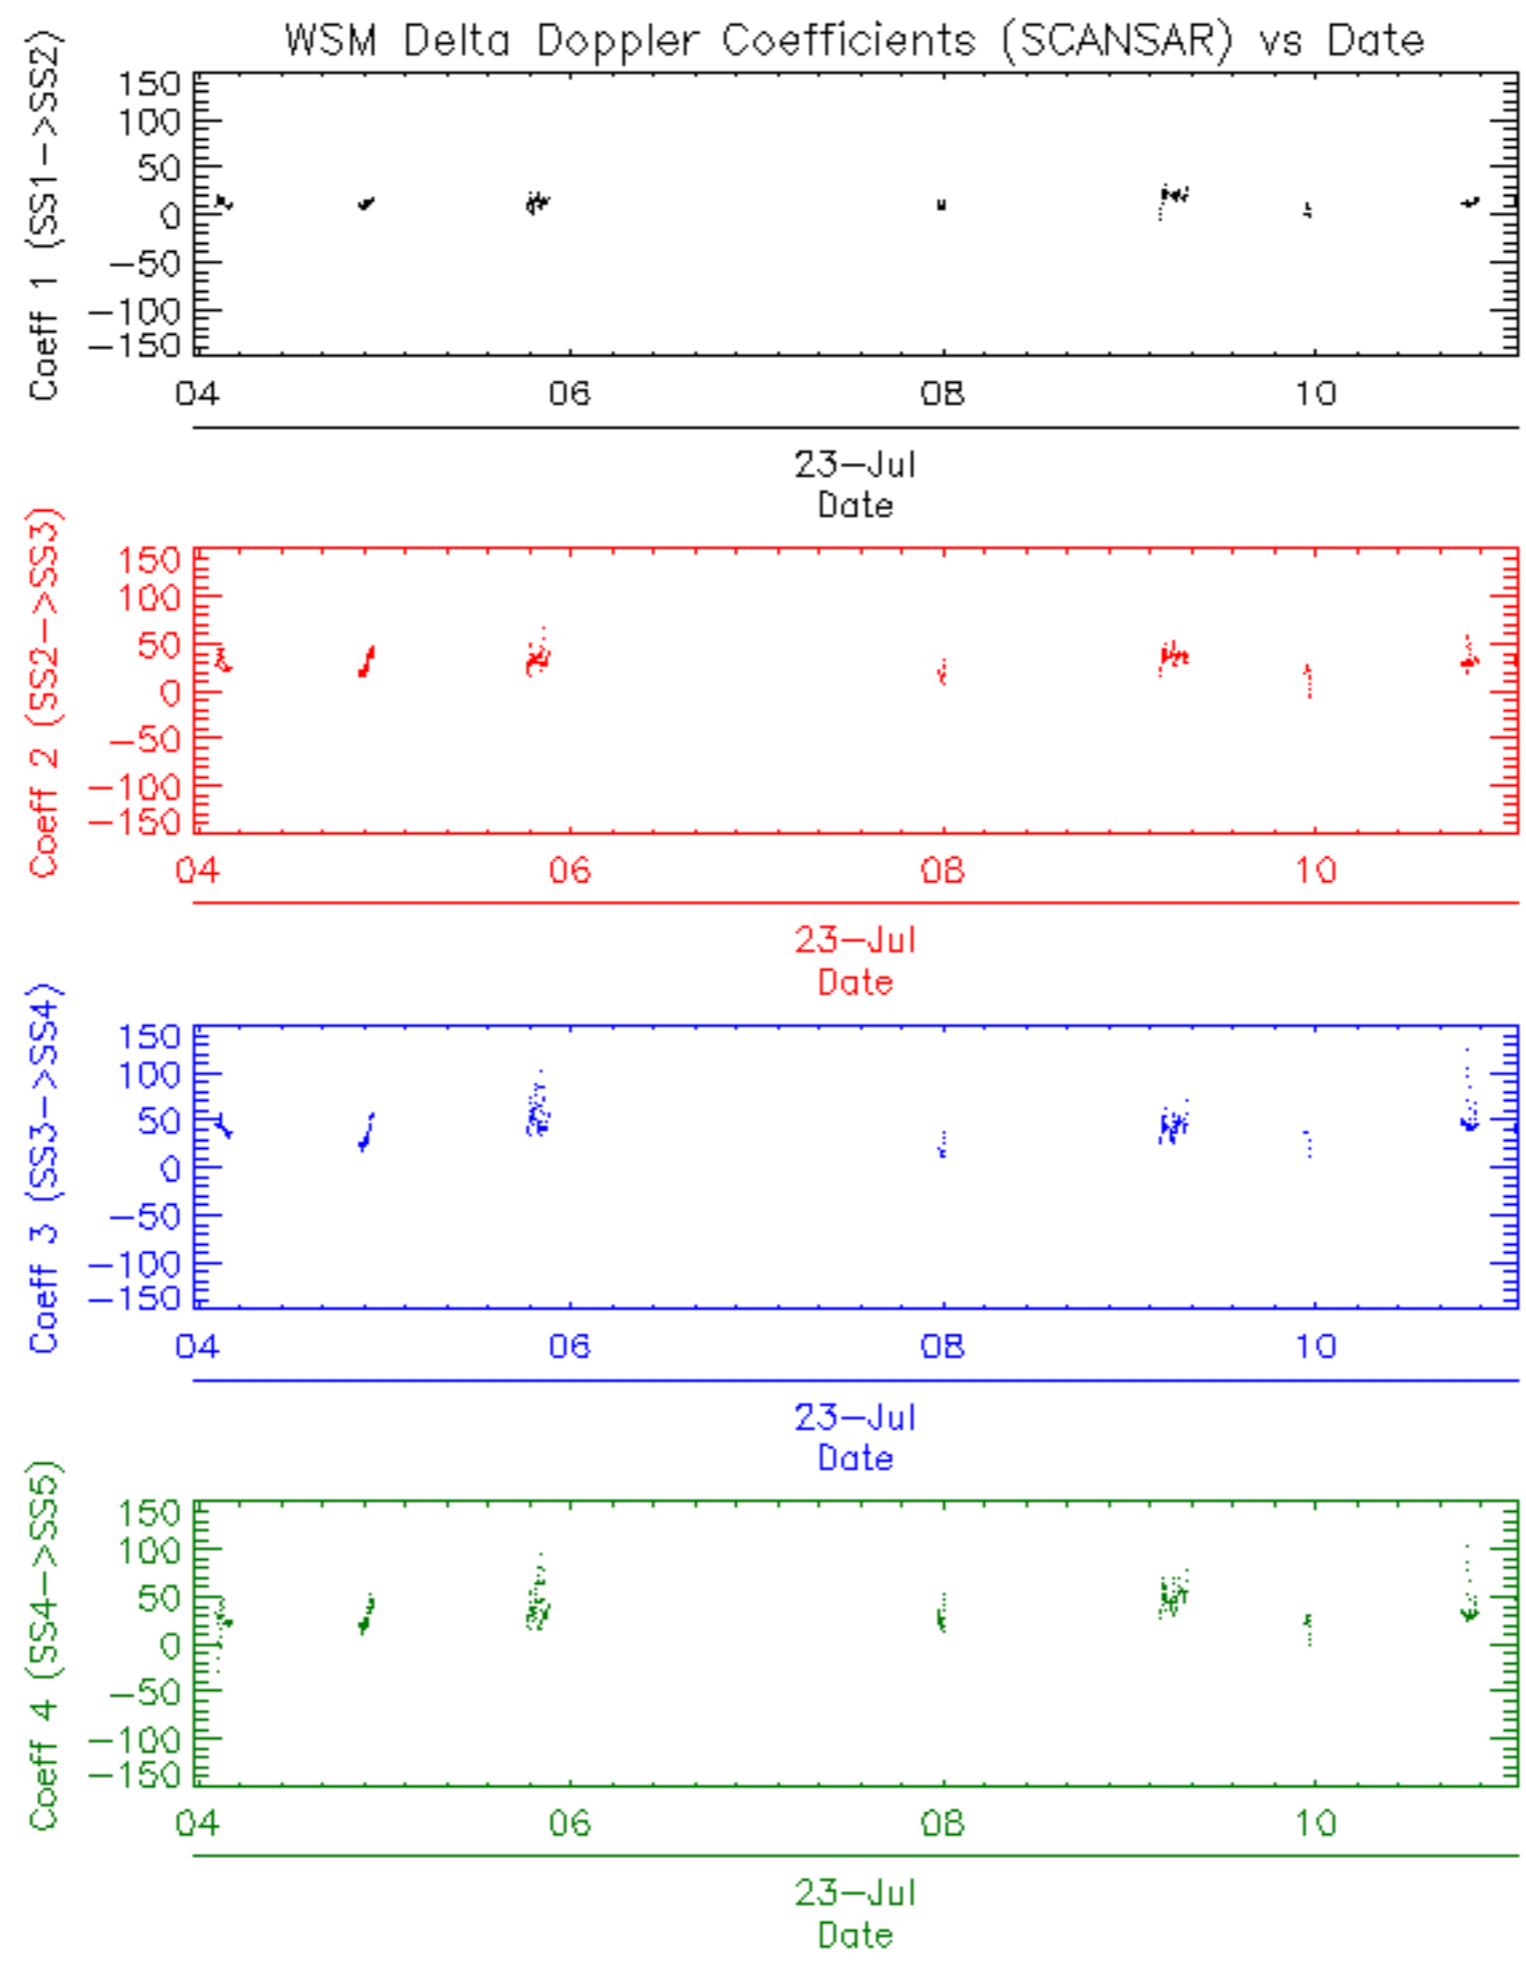 WSM Delta Doppler Coefficients (SCANSAR) vs Date
Coeff 1 (SS1->SS2)
150
100
50
0
-50
-100
-150
04 06 08 10
23-Jul
Date
Coeff 2 (SS2->SS3)
150
100
50
0
-50
-100
-150
04 06 08 10
23-Jul
Date
Coeff 3 (SS3->SS4)
150
100
50
0
-50
-100
-150
04 06 08 10
23-Jul
Date
Coeff 4 (SS4->SS5)
150
100
50
0
-50
-100
-150
04 06 08 10
23-Jul
Date